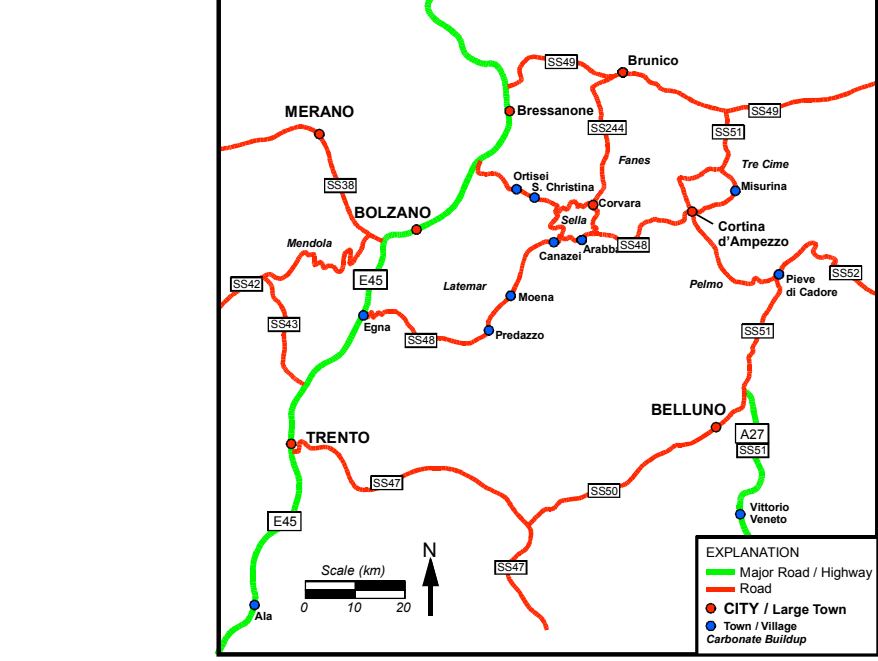 Brunico
SS49
MERANO
Bressanone
SS49
SS244
SS51
Fanes
Tre Cime
Ortisei
S. Christina
SS38
Misurina
Corvara
BOLZANO
Sella
Cortina
d'Ampezzo
Mendola
Canazei
Arabba
SS48
E45
SS42
Latemar
Pelmo
Pieve
di Cadore
SS52
Moena
SS43
Egna
SS48
Predazzo
SS51
BELLUNO
TRENTO
A27
SS51
SS47
SS50
Vittorio
Veneto
E45
N
Scale (km)
0 10 20
SS47
Ala
EXPLANATION
Major Road / Highway
Road
CITY / Large Town
Town / Village
Carbonate Buildup